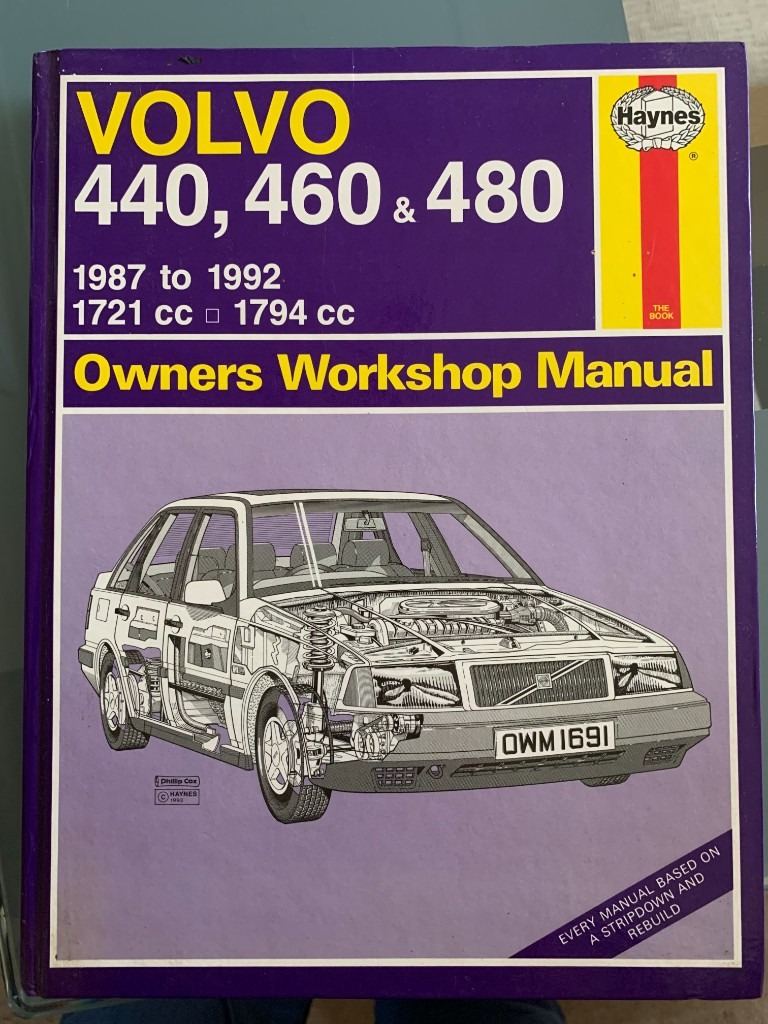 VOLVO
440, 460 & 480
1987 to 1992
1721 cc □ 1794 cc
Haynes
®
THE
BOOK
Owners Workshop Manual
OWM 1691
Phillip Cox
© HAYNES
EVERY MANUAL BASED ON
A STRIPDOWN AND
REBUILD